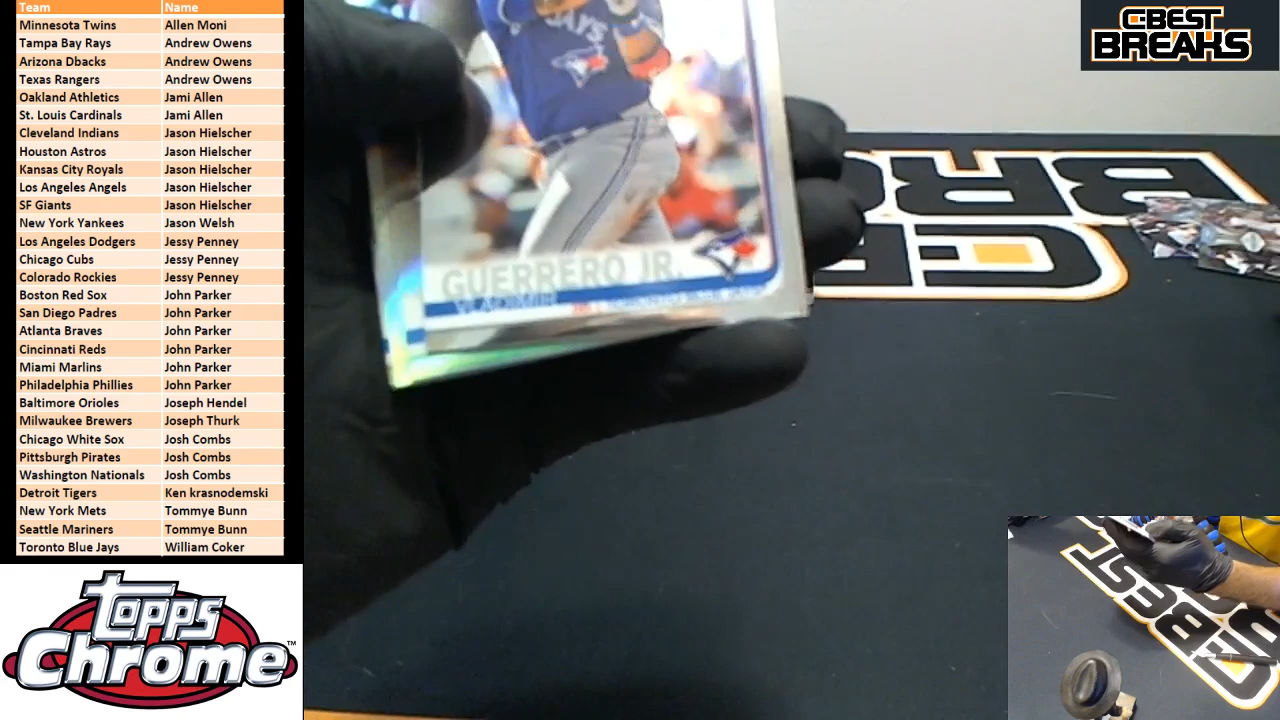 Team Name
Minnesota Twins Allen Moni
Tampa Bay Rays Andrew Owens
Arizona Dbacks Andrew Owens
Texas Rangers Andrew Owens
Oakland Athletics Jami Allen
St. Louis Cardinals Jami Allen
Cleveland Indians Jason Hielscher
Houston Astros Jason Hielscher
Kansas City Royals Jason Hielscher
Los Angeles Angels Jason Hielscher
SF Giants Jason Hielscher
New York Yankees Jason Welsh
Los Angeles Dodgers Jessy Penney
Chicago Cubs Jessy Penney
Colorado Rockies Jessy Penney
Boston Red Sox John Parker
San Diego Padres John Parker
Atlanta Braves John Parker
Cincinnati Reds John Parker
Miami Marlins John Parker
Philadelphia Phillies John Parker
Baltimore Orioles Joseph Hendel
Milwaukee Brewers Joseph Thurk
Chicago White Sox Josh Combs
Pittsburgh Pirates Josh Combs
Washington Nationals Josh Combs
Detroit Tigers Ken krasnodemski
New York Mets Tommye Bunn
Seattle Mariners Tommye Bunn
Toronto Blue Jays William Coker
Topps
Chrome™
JAYS
GUERRERO JR.
VLADIMIR
C-BEST
BREAKS
BEST